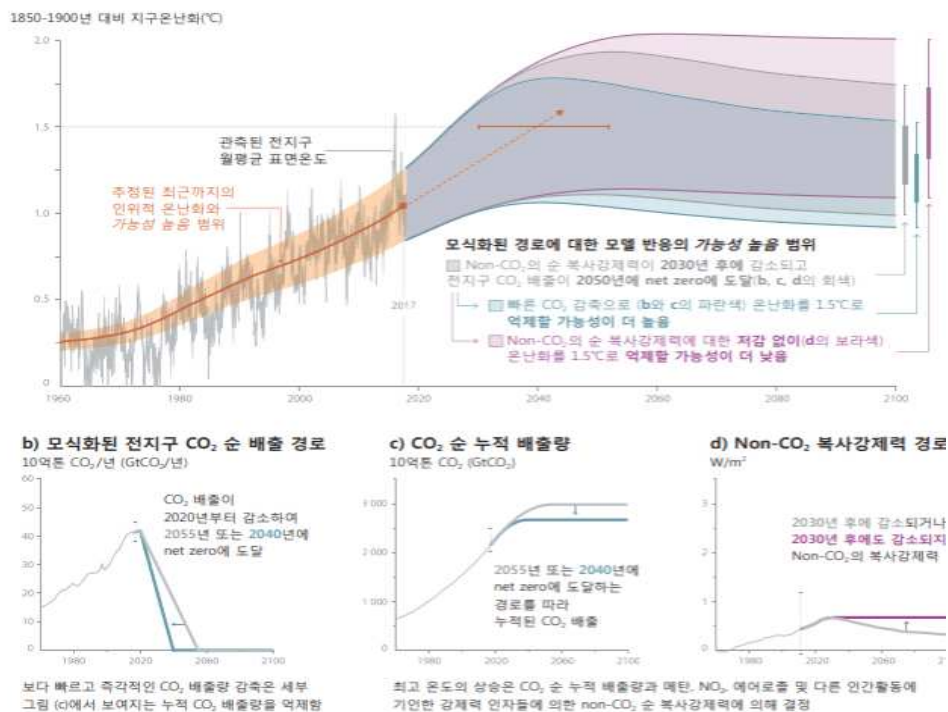 1850-1900년 대비 지구온난화(℃)
2.0
1.5
1.0
0.5
0
1960
1980
2000
2020
2040
2060
2080
2100
2017
관측된 전지구
월평균 표면온도
추정된 최근까지의
인위적 온난화와
가능성 높음 범위
모식화된 경로에 대한 모델 반응의 가능성 높음 범위
Non-CO₂의 순 복사강제력이 2030년 후에 감소되고
전지구 CO₂ 배출이 2050년에 net zero에 도달(b, c, d의 회색)
빠른 CO₂ 감축으로 (b와 c의 파란색) 온난화를 1.5℃로
억제할 가능성이 더 높음
Non-CO₂의 순 복사강제력에 대한 저감 없이(d의 보라색)
온난화를 1.5℃로 억제할 가능성이 더 낮음
b) 모식화된 전지구 CO₂ 순 배출 경로
10억톤 CO₂/년 (GtCO₂/년)
60
50
40
30
20
10
0
1980
2020
2060
2100
CO₂ 배출이
2020년부터 감소하여
2055년 또는 2040년에
net zero에 도달
보다 빠르고 즉각적인 CO₂ 배출량 감축은 세부
그림 (c)에서 보여지는 누적 CO₂ 배출량을 억제함
c) CO₂ 순 누적 배출량
10억톤 CO₂ (GtCO₂)
3 000
2 000
1 000
0
1980
2020
2060
2100
2055년 또는 2040년에
net zero에 도달하는
경로를 따라
누적된 CO₂ 배출
d) Non-CO₂ 복사강제력 경로
W/m²
3
2
1
0
1980
2020
2060
2030년 후에 감소되거나
2030년 후에도 감소되지
Non-CO₂의 복사강제력
최고 온도의 상승은 CO₂ 순 누적 배출량과 메탄, NO₂, 에어로졸 및 다른 인간활동에
기인한 강제력 인자들에 의한 non-CO₂ 순 복사강제력에 의해 결정